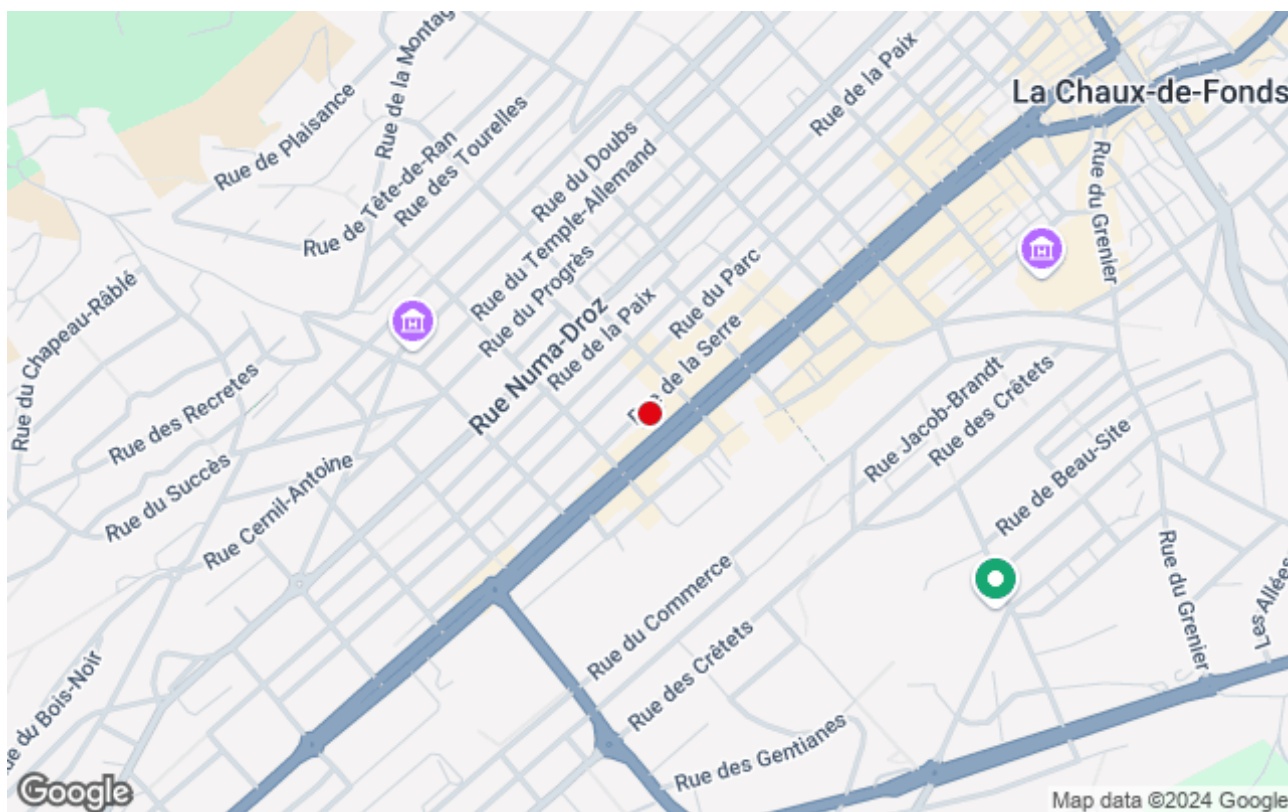 La Chaux-de-Fonds
Rue de la Montag
Rue de Plaisance
Rue de Tête-de-Ran
Rue des Tourelles
Rue du Doubs
Rue de la Paix
Rue du Temple-Allemand
Rue du Progrès
Rue du Grenier
Rue du Chapeau-Râblé
Rue Numa-Droz
Rue de la Paix
Rue du Parc
Rue de la Serre
Rue des Recretes
Rue du Succès
Rue Cernil-Antoine
Rue Jacob-Brandt
Rue des Crêtets
Rue de Beau-Site
Rue du Commerce
Rue des Crêtets
Rue du Grenier
Les Allées
ue du Bois-Noir
Rue des Gentianes
Google
Map data ©2024 Google